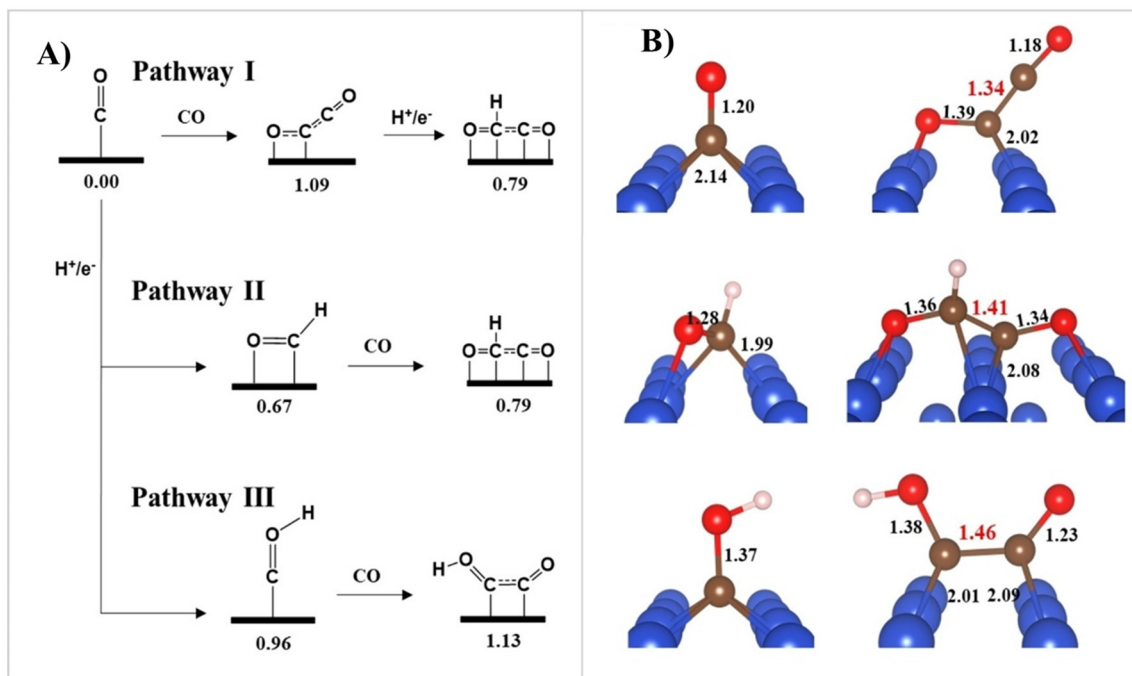 A)
Pathway I
O
C
0.00
CO
O C C O
1.09
H+/e-
H
O C C O
0.79
H+/e-
Pathway II
H
O C
0.67
CO
H
O C C O
0.79
Pathway III
H
O
C
0.96
CO
H O O
C C
1.13
B)
1.20
2.14
1.18
1.34
1.39
2.02
1.28
1.99
1.36
1.41
1.34
2.08
1.37
1.38
1.46
1.23
2.01
2.09